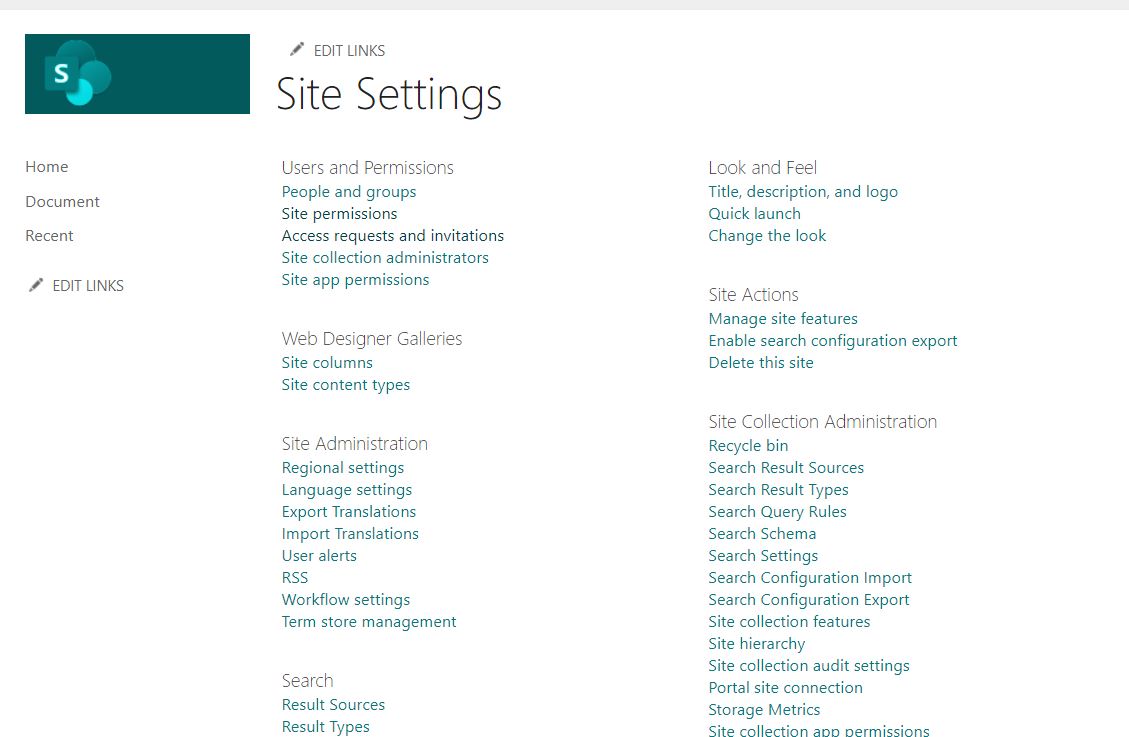 S
EDIT LINKS
Site Settings
Home
Document
Recent
EDIT LINKS
Users and Permissions
People and groups
Site permissions
Access requests and invitations
Site collection administrators
Site app permissions
Web Designer Galleries
Site columns
Site content types
Site Administration
Regional settings
Language settings
Export Translations
Import Translations
User alerts
RSS
Workflow settings
Term store management
Search
Result Sources
Result Types
Look and Feel
Title, description, and logo
Quick launch
Change the look
Site Actions
Manage site features
Enable search configuration export
Delete this site
Site Collection Administration
Recycle bin
Search Result Sources
Search Result Types
Search Query Rules
Search Schema
Search Settings
Search Configuration Import
Search Configuration Export
Site collection features
Site hierarchy
Site collection audit settings
Portal site connection
Storage Metrics
Site collection app permissions